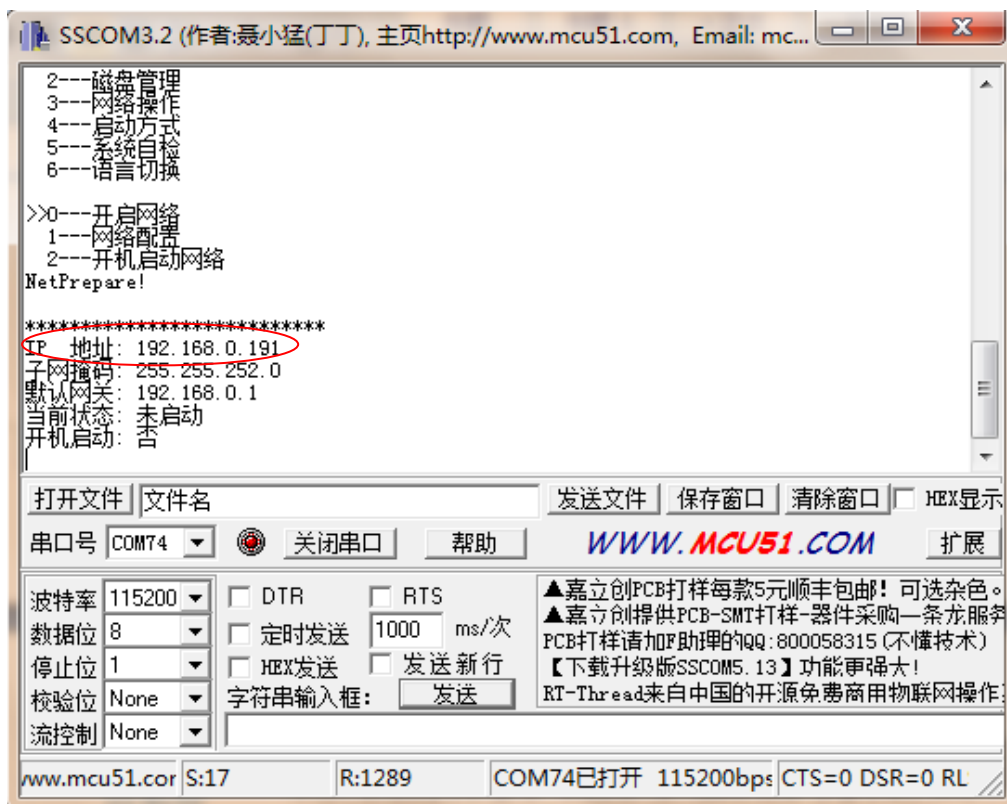 SSCOM3.2 (作者:聂小猛(丁丁), 主页http://www.mcu51.com, Email: mc...
2---磁盘管理
3---网络操作
4---启动方式
5---系统自检
6---语言切换
>>0---开启网络
1---网络配置
2---开机启动网络
NetPrepare!
***************************
IP 地址: 192.168.0.191
子网掩码: 255.255.252.0
默认网关: 192.168.0.1
当前状态: 未启动
开机启动: 否
打开文件 文件名 发送文件 保存窗口 清除窗口 HEX显示
串口号 COM74 关闭串口 帮助 WWW.MCU51.COM 扩展
波特率 115200 DTR RTS
数据位 8 定时发送 1000 ms/次
停止位 1 HEX发送 发送新行
校验位 None 字符串输入框: 发送
流控制 None
▲嘉立创PCB打样每款5元顺丰包邮! 可选杂色。
▲嘉立创提供PCB-SMT打样-器件采购—条龙服务
PCB打样请加DF助理的QQ:800058315(不懂技术)
【下载升级版SSCOM5.13】功能更强大!
RT-Thread来自中国的开源免费商用物联网操作
www.mcu51.cor S:17 R:1289 COM74已打开 115200bps CTS=0 DSR=0 RL